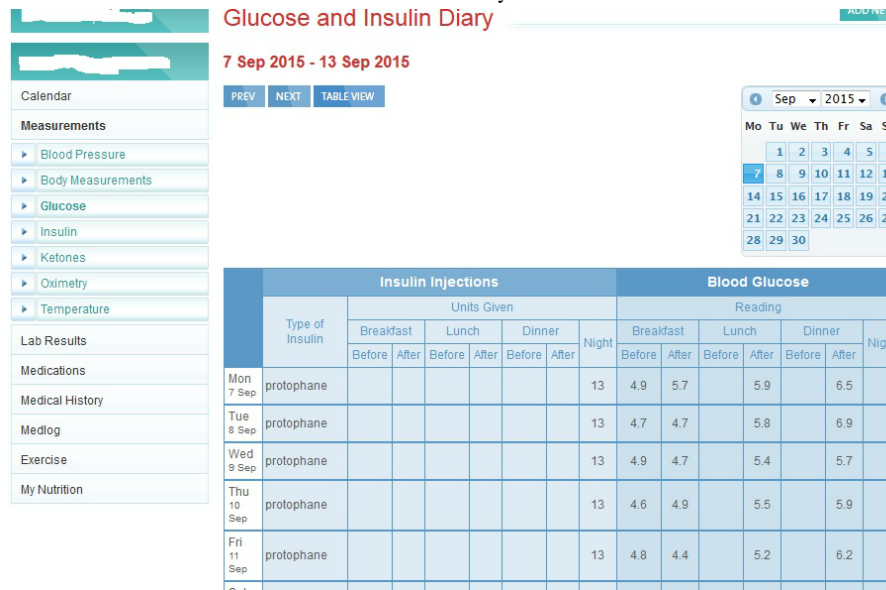 Glucose and Insulin Diary
7 Sep 2015 - 13 Sep 2015
PREV NEXT TABLE VIEW
Calendar
Measurements
Blood Pressure
Body Measurements
Glucose
Insulin
Ketones
Oximetry
Temperature
Lab Results
Medications
Medical History
Medlog
Exercise
My Nutrition
Sep 2015
Mo Tu We Th Fr Sa
1 2 3 4 5
7 8 9 10 11 12
14 15 16 17 18 19
21 22 23 24 25 26
28 29 30
Insulin Injections Blood Glucose
Type of Insulin Units Given Reading
Breakfast Lunch Dinner Night Breakfast Lunch Dinner
Before After Before After Before After Before After Before After Before After
Mon 7 Sep protophane 13 4.9 5.7 5.9 6.5
Tue 8 Sep protophane 13 4.7 4.7 5.8 6.9
Wed 9 Sep protophane 13 4.9 4.7 5.4 5.7
Thu 10 Sep protophane 13 4.6 4.9 5.5 5.9
Fri 11 Sep protophane 13 4.8 4.4 5.2 6.2